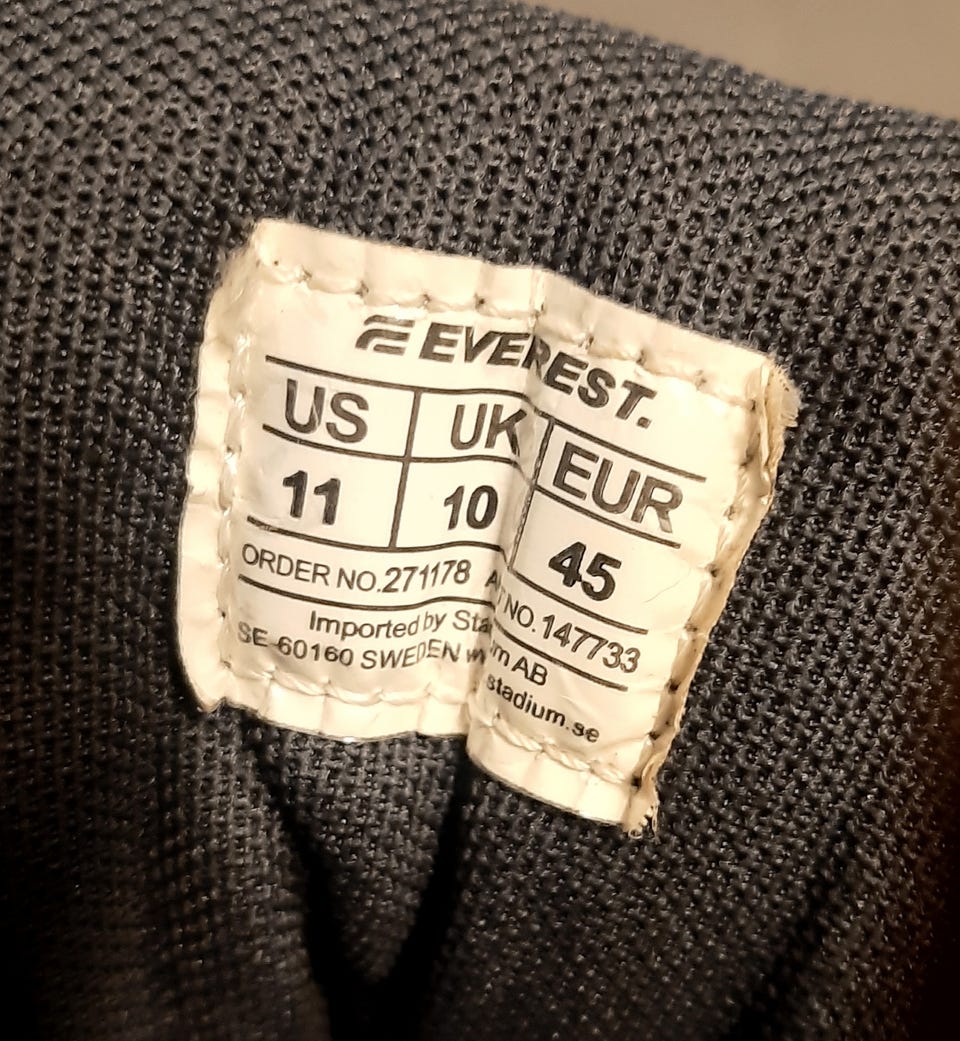 EVEREST.
US UK EUR
11 10 45
ORDER NO.271178 NO.147733
Imported by AB
SE-60160 SWEDEN stadium.se